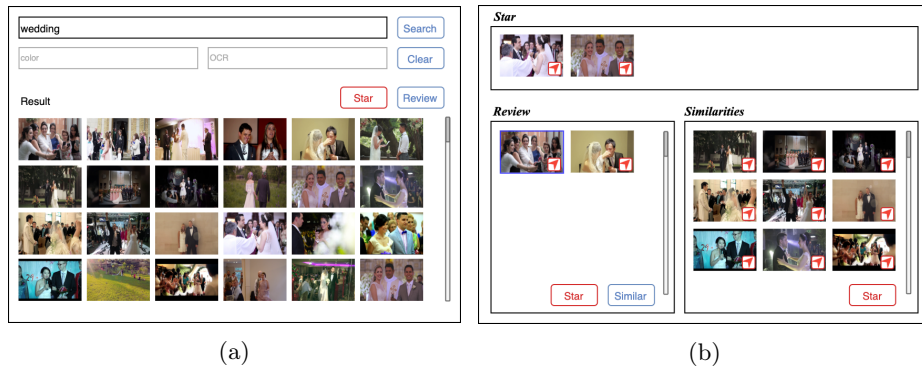 wedding
Search
color
OCR
Clear
Result
Star
Review
(a)
Star
Review
Similarities
Star
Similar
Star
(b)